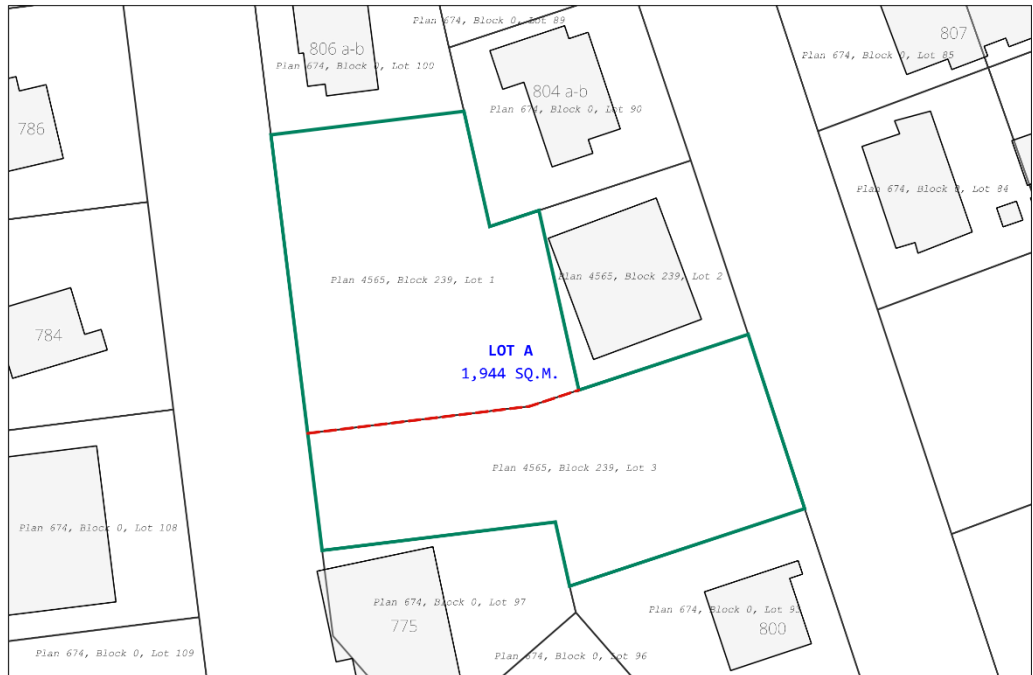 Plan 674, Block 0, Lot 89
807
806 a-b
Plan 674, Block 0, Lot 85
Plan 674, Block 0, Lot 100
804 a-b
Plan 674, Block 0, Lot 90
786
Plan 674, Block 0, Lot 84
Plan 4565, Block 239, Lot 1
Plan 4565, Block 239, Lot 2
784
LOT A
1,944 SQ.M.
Plan 4565, Block 239, Lot 3
Plan 674, Block 0, Lot 108
Plan 674, Block 0, Lot 97
775
Plan 674, Block 0, Lot 93
800
Plan 674, Block 0, Lot 109
Plan 674, Block 0, Lot 96